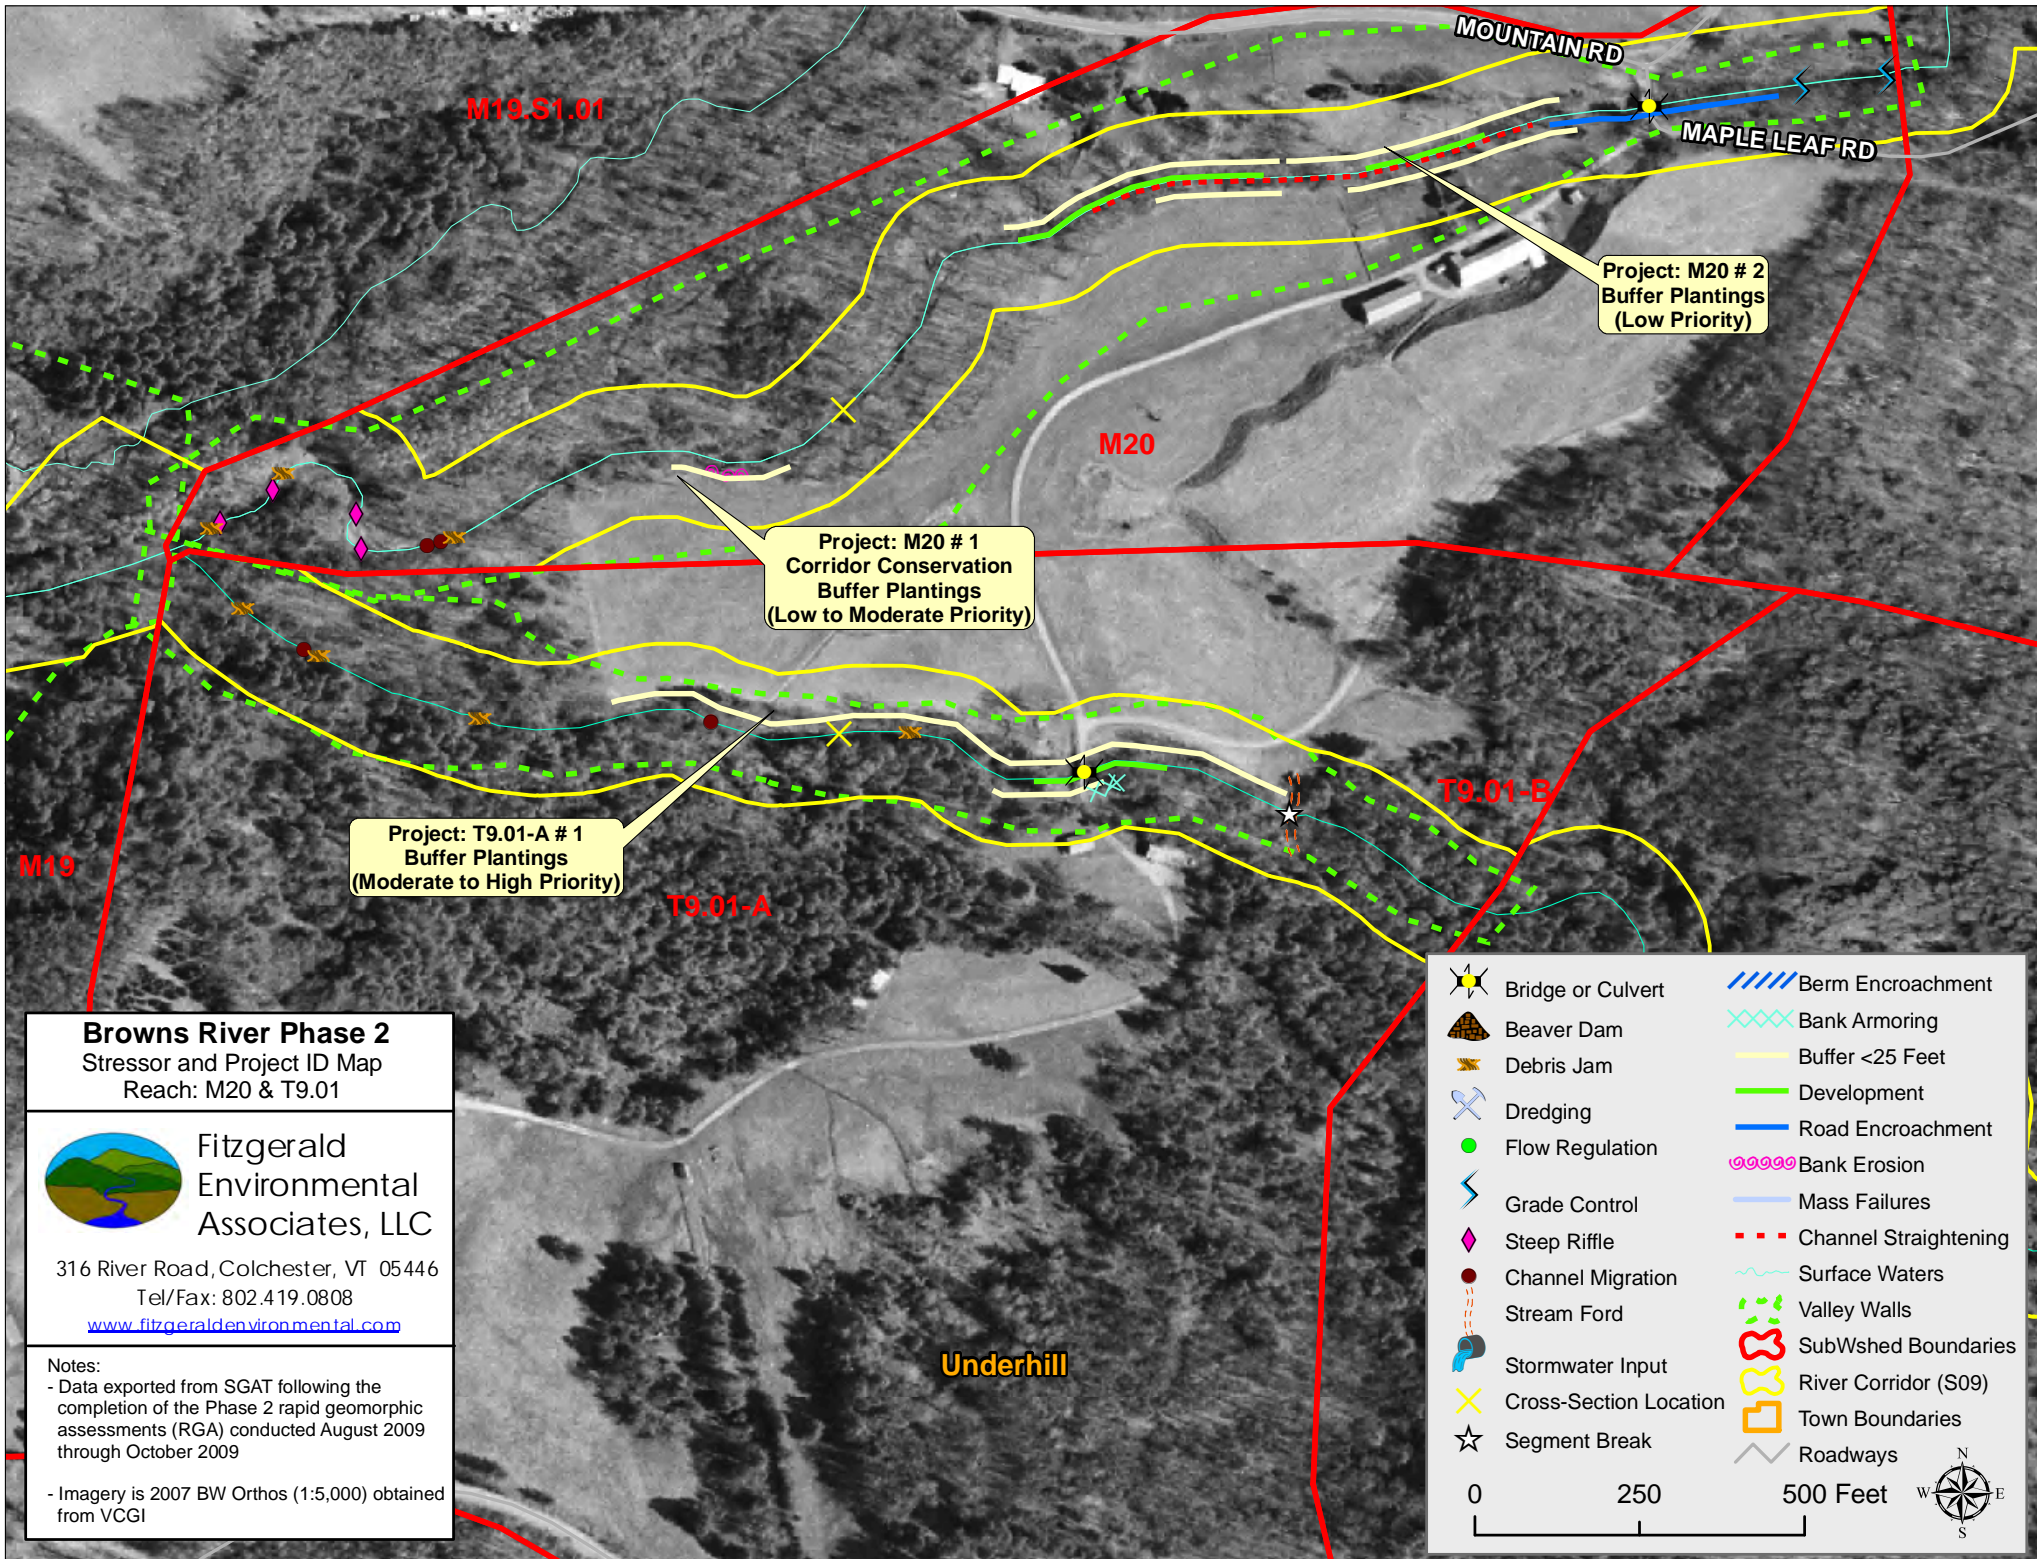 MOUNTAIN RD
M19.S1.01
MAPLE LEAF RD
Project: M20 # 2
Buffer Plantings
(Low Priority)
M20
Project: M20 # 1
Corridor Conservation
Buffer Plantings
(Low to Moderate Priority)
T9.01-B
Project: T9.01-A # 1
Buffer Plantings
(Moderate to High Priority)
M19
T9.01-A
Underhill
Browns River Phase 2
Stressor and Project ID Map
Reach: M20 & T9.01
Fitzgerald
Environmental
Associates, LLC
316 River Road, Colchester, VT 05446
Tel/Fax: 802.419.0808
www.fitzgeraldenvironmental.com
Notes:
- Data exported from SGAT following the
completion of the Phase 2 rapid geomorphic
assessments (RGA) conducted August 2009
through October 2009
- Imagery is 2007 BW Orthos (1:5,000) obtained
from VCGI
Bridge or Culvert
Beaver Dam
Debris Jam
Dredging
Flow Regulation
Grade Control
Steep Riffle
Channel Migration
Stream Ford
Stormwater Input
Cross-Section Location
Segment Break
Berm Encroachment
Bank Armoring
Buffer <25 Feet
Development
Road Encroachment
Bank Erosion
Mass Failures
Channel Straightening
Surface Waters
Valley Walls
SubWshed Boundaries
River Corridor (S09)
Town Boundaries
Roadways
0 250 500 Feet
N
W E
S